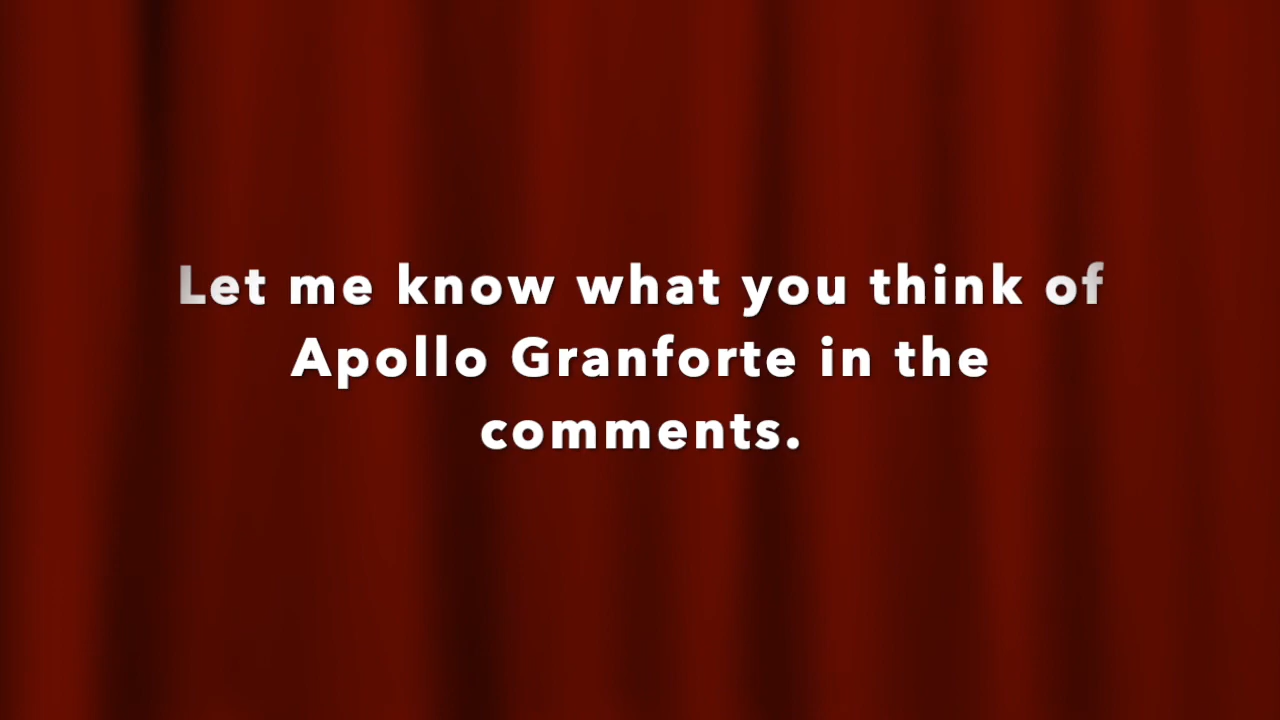 Let me know what you think of
Apollo Granforte in the
comments.